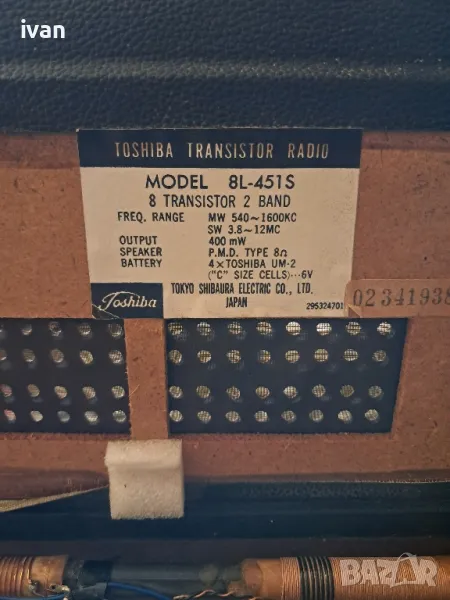 ivan
TOSHIBA TRANSISTOR RADIO
MODEL 8L-451S
8 TRANSISTOR 2 BAND
FREQ. RANGE MW 540~1600KC
SW 3.8~12MC
OUTPUT 400 mW
SPEAKER P.M.D. TYPE 8Ω
BATTERY 4×TOSHIBA UM-2
("C" SIZE CELLS)···6V
Toshiba TOKYO SHIBAURA ELECTRIC CO., LTD.
JAPAN 295324701
02341938
BAZAR